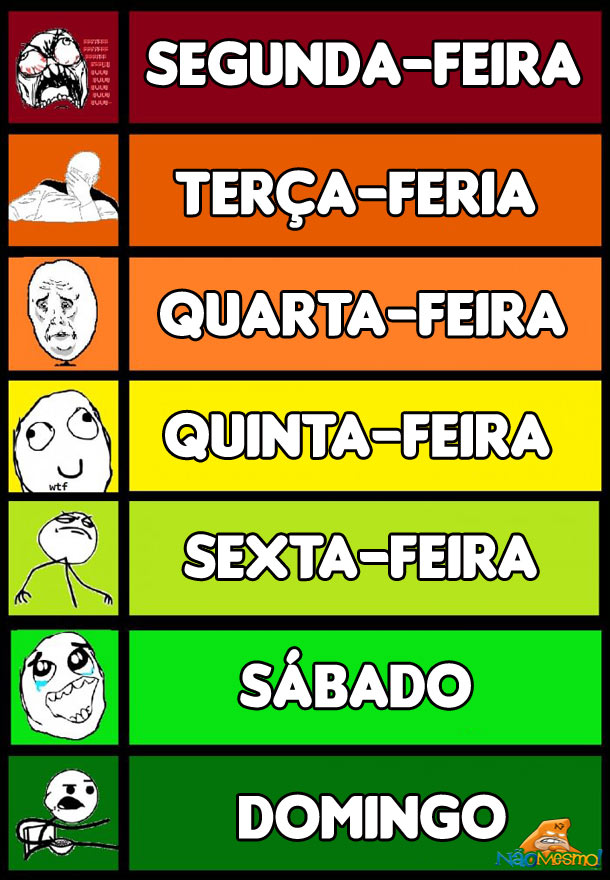 SEGUNDA-FEIRA
TERÇA-FERIA
QUARTA-FEIRA
QUINTA-FEIRA
wtf
SEXTA-FEIRA
SÁBADO
DOMINGO
NãoMesmo!